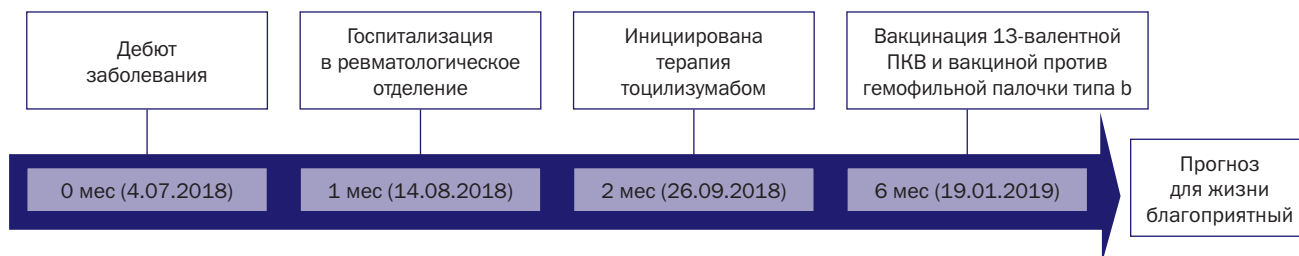 Дебют
заболевания
Госпитализация
в ревматологическое
отделение
Инициирована
терапия
тоцилизумабом
Вакцинация 13-валентной
ПКВ и вакциной против
гемофильной палочки типа b
0 мес (4.07.2018)
1 мес (14.08.2018)
2 мес (26.09.2018)
6 мес (19.01.2019)
Прогноз
для жизни
благоприятный